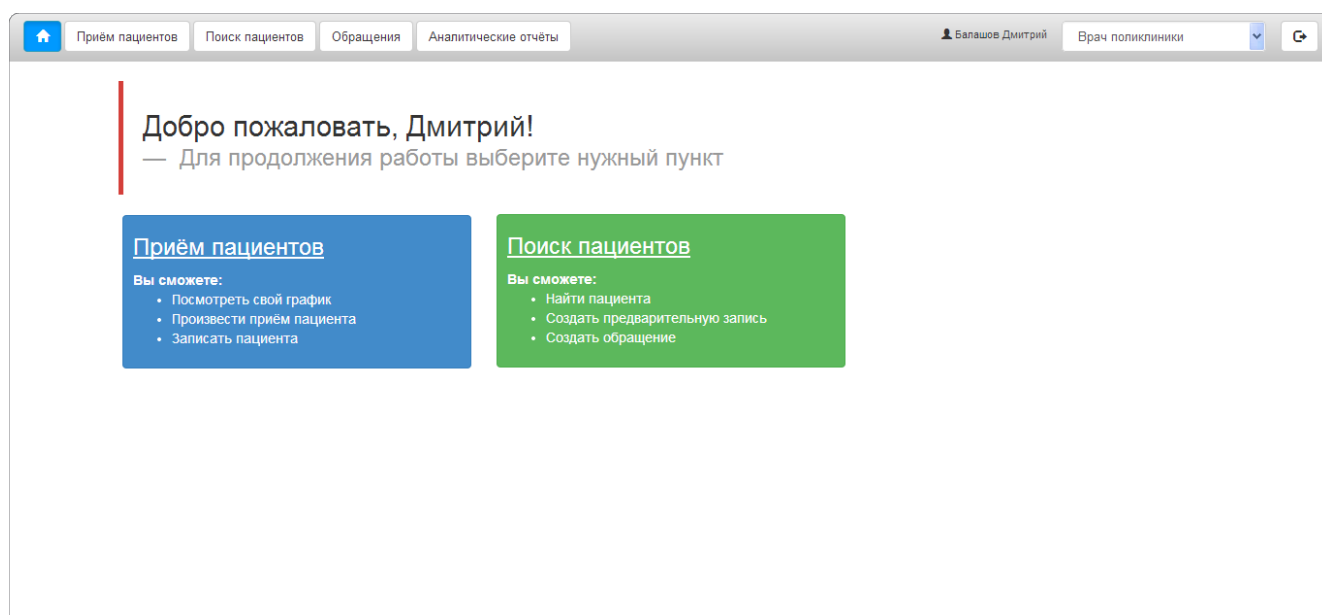 Приём пациентов Поиск пациентов Обращения Аналитические отчёты Балашов Дмитрий Врач поликлиники
Добро пожаловать, Дмитрий!
— Для продолжения работы выберите нужный пункт
Приём пациентов
Вы сможете:
• Посмотреть свой график
• Произвести приём пациента
• Записать пациента
Поиск пациентов
Вы сможете:
• Найти пациента
• Создать предварительную запись
• Создать обращение